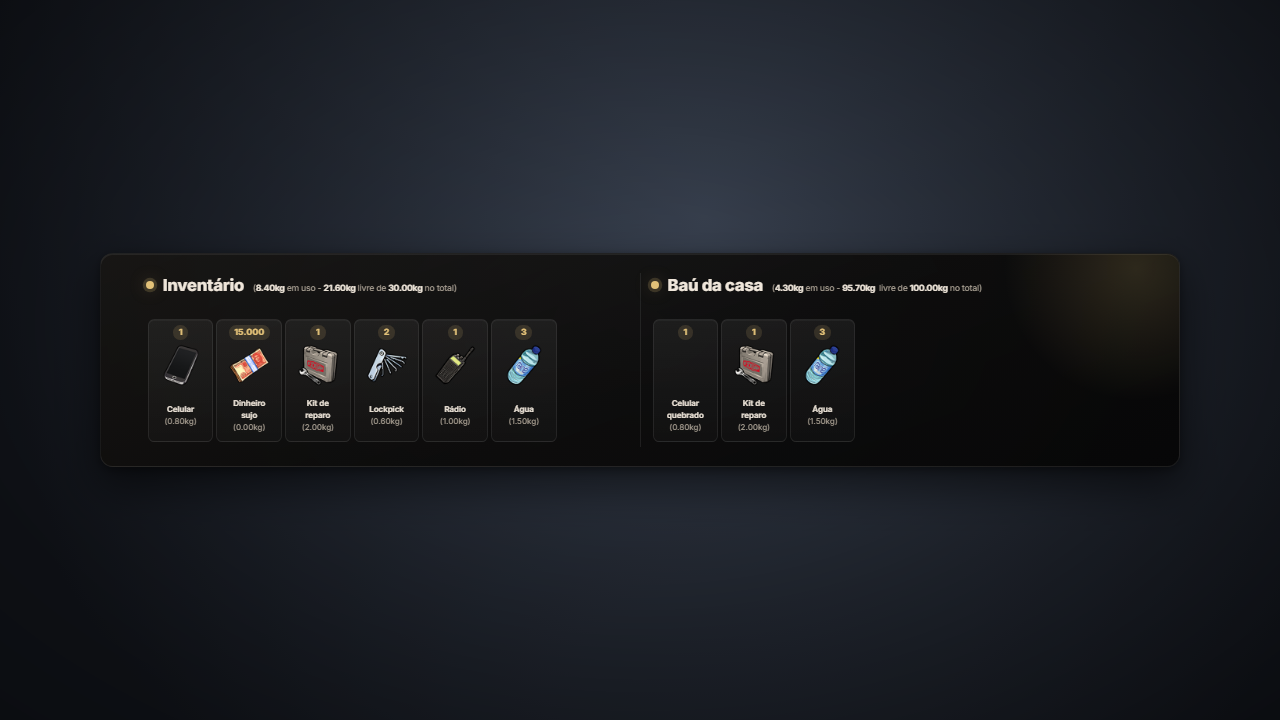 Inventário (8.40kg em uso - 21.60kg livre de 30.00kg no total)
1
Celular
(0.80kg)
15.000
Dinheiro
sujo
(0.00kg)
1
Kit de
reparo
(2.00kg)
2
Lockpick
(0.60kg)
1
Rádio
(1.00kg)
3
Água
(1.50kg)
Baú da casa (4.30kg em uso - 95.70kg livre de 100.00kg no total)
1
Celular
quebrado
(0.80kg)
1
Kit de
reparo
(2.00kg)
3
Água
(1.50kg)